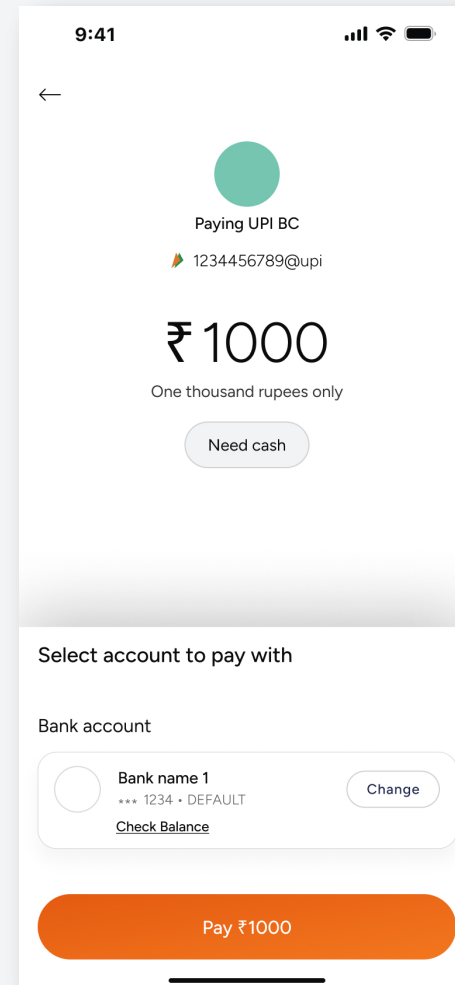 9:41
Paying UPI BC
1234456789@upi
₹ 1000
One thousand rupees only
Need cash
Select account to pay with
Bank account
Bank name 1
*** 1234 • DEFAULT
Change
Check Balance
Pay ₹1000